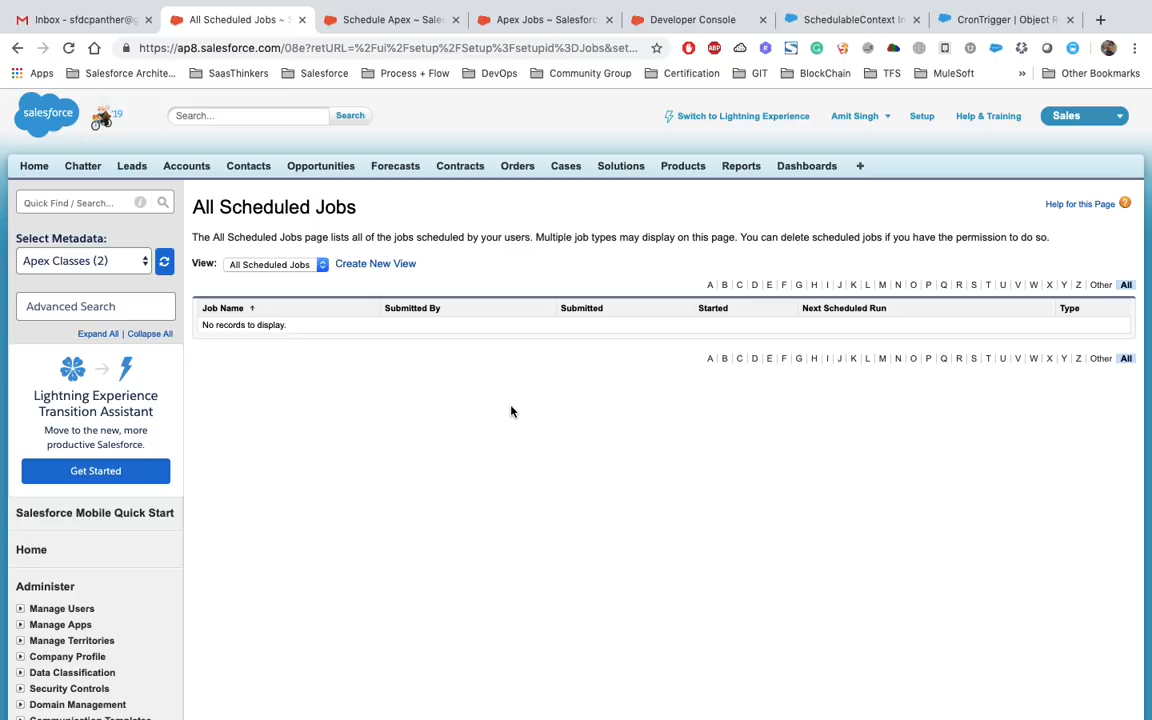 Inbox - sfdcpanther@g
All Scheduled Jobs ~ S
Schedule Apex ~ Sales
Apex Jobs ~ Salesforc
Developer Console
SchedulableContext In
CronTrigger | Object R
https://ap8.salesforce.com/08e?retURL=%2Fui%2Fsetup%2FSetup%3Fsetupid%3DJobs&set...
Apps
Salesforce Archite...
SaasThinkers
Salesforce
Process + Flow
DevOps
Community Group
Certification
GIT
BlockChain
TFS
MuleSoft
»
Other Bookmarks
salesforce
'19
Search...
Search
Switch to Lightning Experience
Amit Singh
Setup
Help & Training
Sales
Home
Chatter
Leads
Accounts
Contacts
Opportunities
Forecasts
Contracts
Orders
Cases
Solutions
Products
Reports
Dashboards
+
Quick Find / Search...
Select Metadata:
Apex Classes (2)
Advanced Search
Expand All | Collapse All
Lightning Experience
Transition Assistant
Move to the new, more
productive Salesforce.
Get Started
Salesforce Mobile Quick Start
Home
Administer
Manage Users
Manage Apps
Manage Territories
Company Profile
Data Classification
Security Controls
Domain Management
All Scheduled Jobs
Help for this Page
The All Scheduled Jobs page lists all of the jobs scheduled by your users. Multiple job types may display on this page. You can delete scheduled jobs if you have the permission to do so.
View: All Scheduled Jobs Create New View
A | B | C | D | E | F | G | H | I | J | K | L | M | N | O | P | Q | R | S | T | U | V | W | X | Y | Z | Other | All
Job Name ↑ Submitted By Submitted Started Next Scheduled Run Type
No records to display.
A | B | C | D | E | F | G | H | I | J | K | L | M | N | O | P | Q | R | S | T | U | V | W | X | Y | Z | Other | All